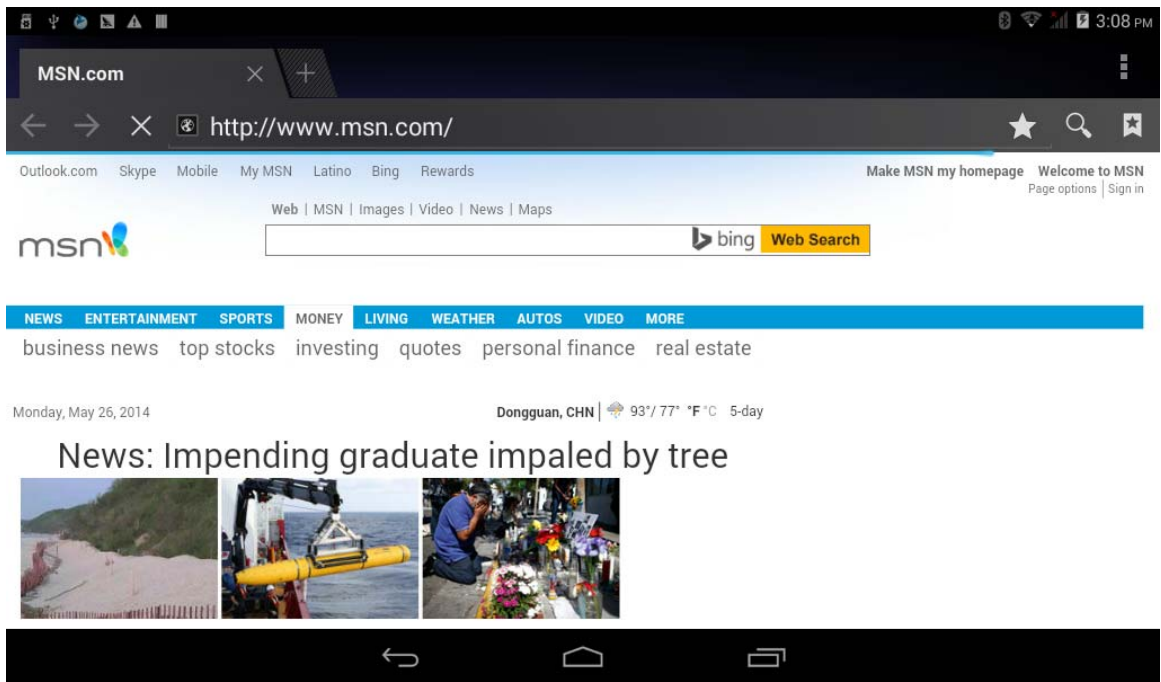 3:08 PM
MSN.com
http://www.msn.com/
Outlook.com Skype Mobile My MSN Latino Bing Rewards
Make MSN my homepage Welcome to MSN
Page options | Sign in
Web | MSN | Images | Video | News | Maps
msn
bing Web Search
NEWS ENTERTAINMENT SPORTS MONEY LIVING WEATHER AUTOS VIDEO MORE
business news top stocks investing quotes personal finance real estate
Monday, May 26, 2014
Dongguan, CHN | 93°/ 77° °F °C 5-day
News: Impending graduate impaled by tree